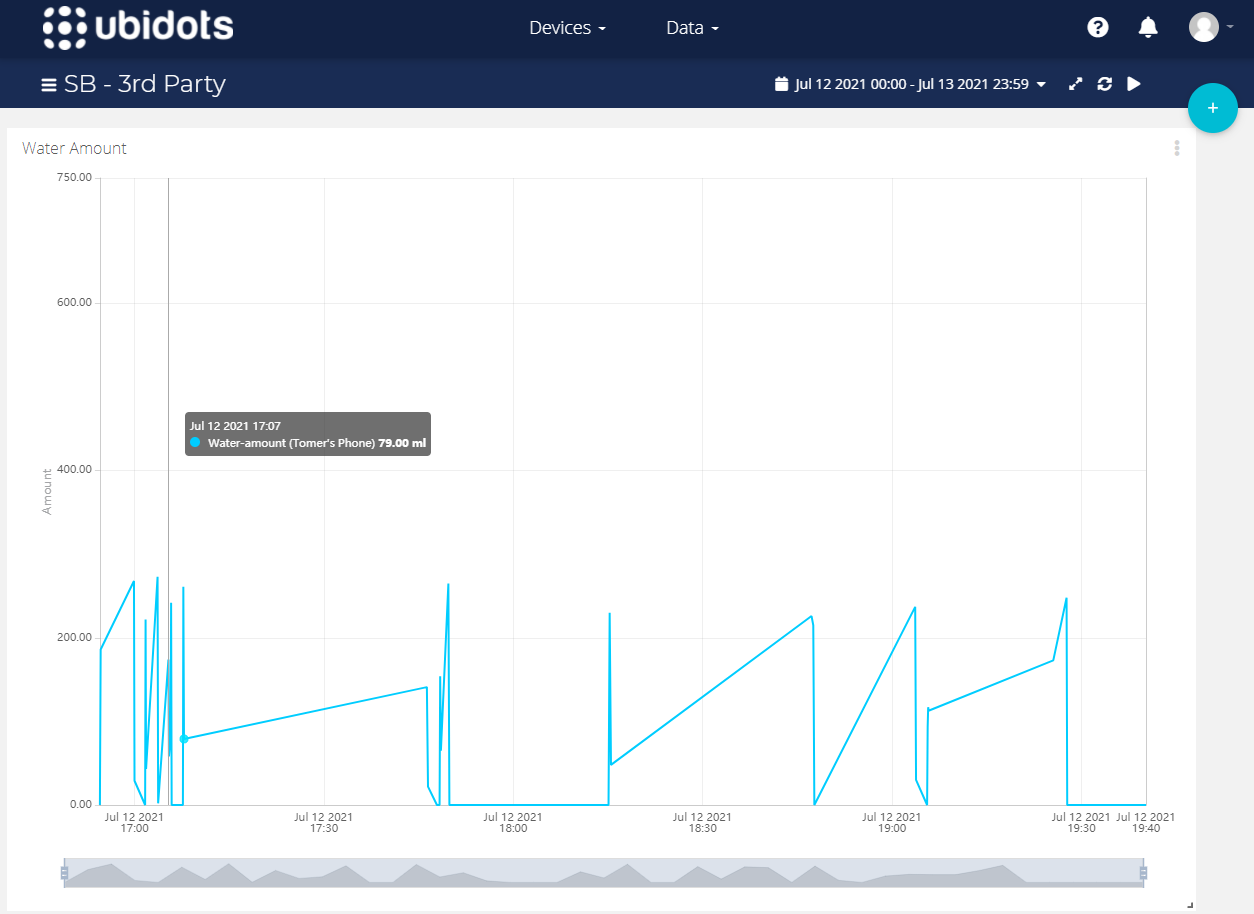 ubidots
Devices
Data
SB - 3rd Party
Jul 12 2021 00:00 - Jul 13 2021 23:59
+
Water Amount
750.00
600.00
Jul 12 2021 17:07
Water-amount (Tomer's Phone) 79.00 ml
400.00
Amount
200.00
0.00
Jul 12 2021 Jul 12 2021 Jul 12 2021 Jul 12 2021 Jul 12 2021 Jul 12 2021 Jul 12 2021
17:00 17:30 18:00 18:30 19:00 19:30 19:40